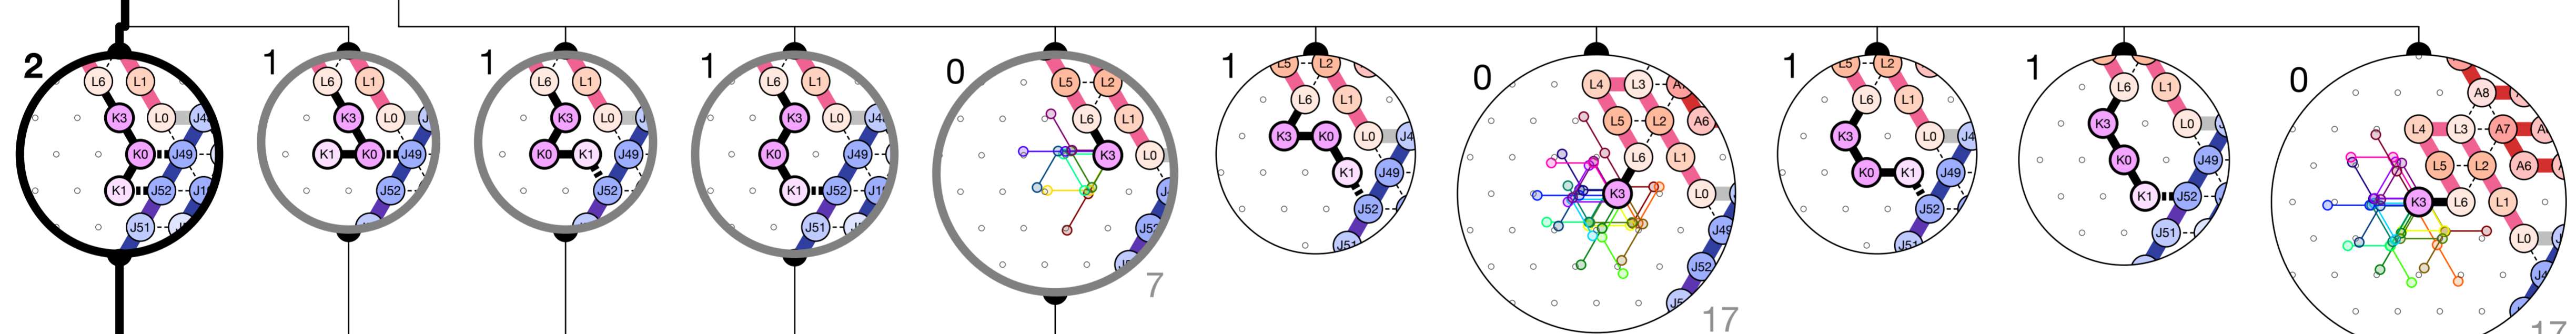 2 L6 L1 K3 L0 K0 J49 K1 J52 J51
1 L6 L1 K3 L0 K1 K0 J49 J52
1 L6 L1 K3 L0 K0 K1 J49 J52
1 L6 L1 K3 L0 K0 J49 K1 J52 J51
0 L5 L2 L6 L1 K3 L0 7
1 L5 L2 L6 L1 K3 K0 L0 K1 J49 J52 J51
0 L4 L3 L5 L2 A6 L6 L1 K3 L0 J49 J52 17
1 L5 L2 L6 L1 K3 L0 K0 K1 J49 J52 J51
1 L6 L1 K3 L0 K0 J49 K1 J52 J51
0 A8 L4 L3 A7 L5 L2 A6 K3 L6 L1 L0 17